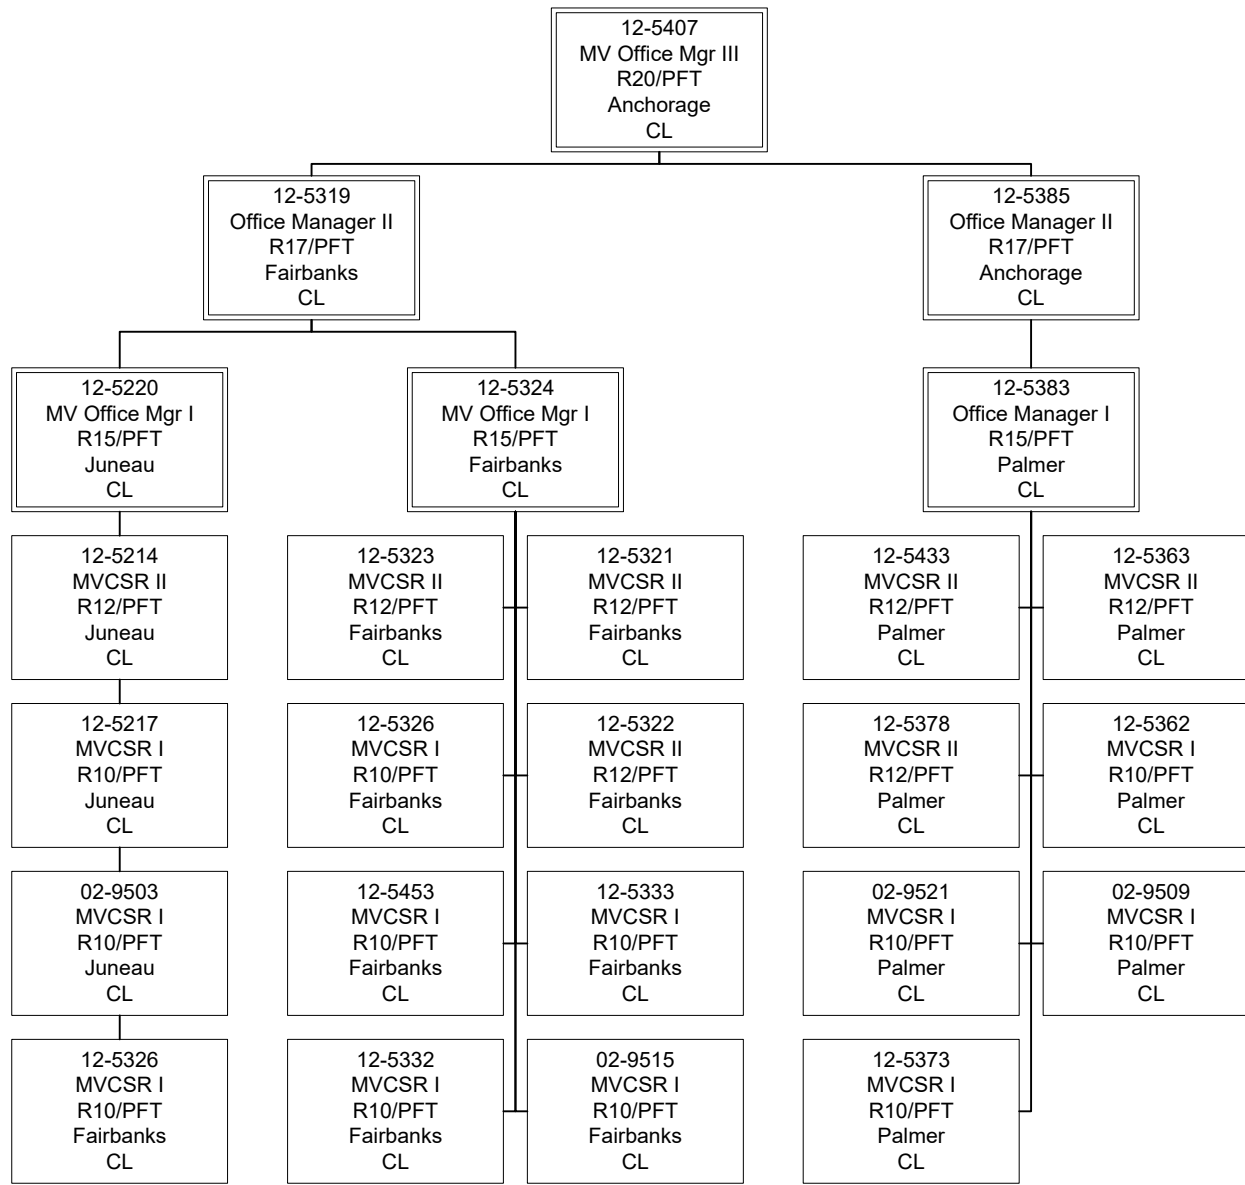 12-5407
MV Office Mgr III
R20/PFT
Anchorage
CL
12-5319
Office Manager II
R17/PFT
Fairbanks
CL
12-5385
Office Manager II
R17/PFT
Anchorage
CL
12-5220
MV Office Mgr I
R15/PFT
Juneau
CL
12-5324
MV Office Mgr I
R15/PFT
Fairbanks
CL
12-5383
Office Manager I
R15/PFT
Palmer
CL
12-5214
MVCSR II
R12/PFT
Juneau
CL
12-5323
MVCSR II
R12/PFT
Fairbanks
CL
12-5321
MVCSR II
R12/PFT
Fairbanks
CL
12-5433
MVCSR II
R12/PFT
Palmer
CL
12-5363
MVCSR II
R12/PFT
Palmer
CL
12-5217
MVCSR I
R10/PFT
Juneau
CL
12-5326
MVCSR I
R10/PFT
Fairbanks
CL
12-5322
MVCSR II
R12/PFT
Fairbanks
CL
12-5378
MVCSR II
R12/PFT
Palmer
CL
12-5362
MVCSR I
R10/PFT
Palmer
CL
02-9503
MVCSR I
R10/PFT
Juneau
CL
12-5453
MVCSR I
R10/PFT
Fairbanks
CL
12-5333
MVCSR I
R10/PFT
Fairbanks
CL
02-9521
MVCSR I
R10/PFT
Palmer
CL
02-9509
MVCSR I
R10/PFT
Palmer
CL
12-5326
MVCSR I
R10/PFT
Fairbanks
CL
12-5332
MVCSR I
R10/PFT
Fairbanks
CL
02-9515
MVCSR I
R10/PFT
Fairbanks
CL
12-5373
MVCSR I
R10/PFT
Palmer
CL